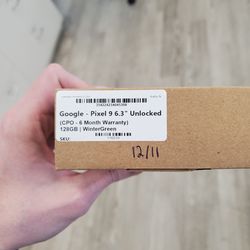 Google - Pixel 9 6.3" Unlocked
(CPO - 6 Month Warranty)
128GB | WinterGreen
SKU:
12/11